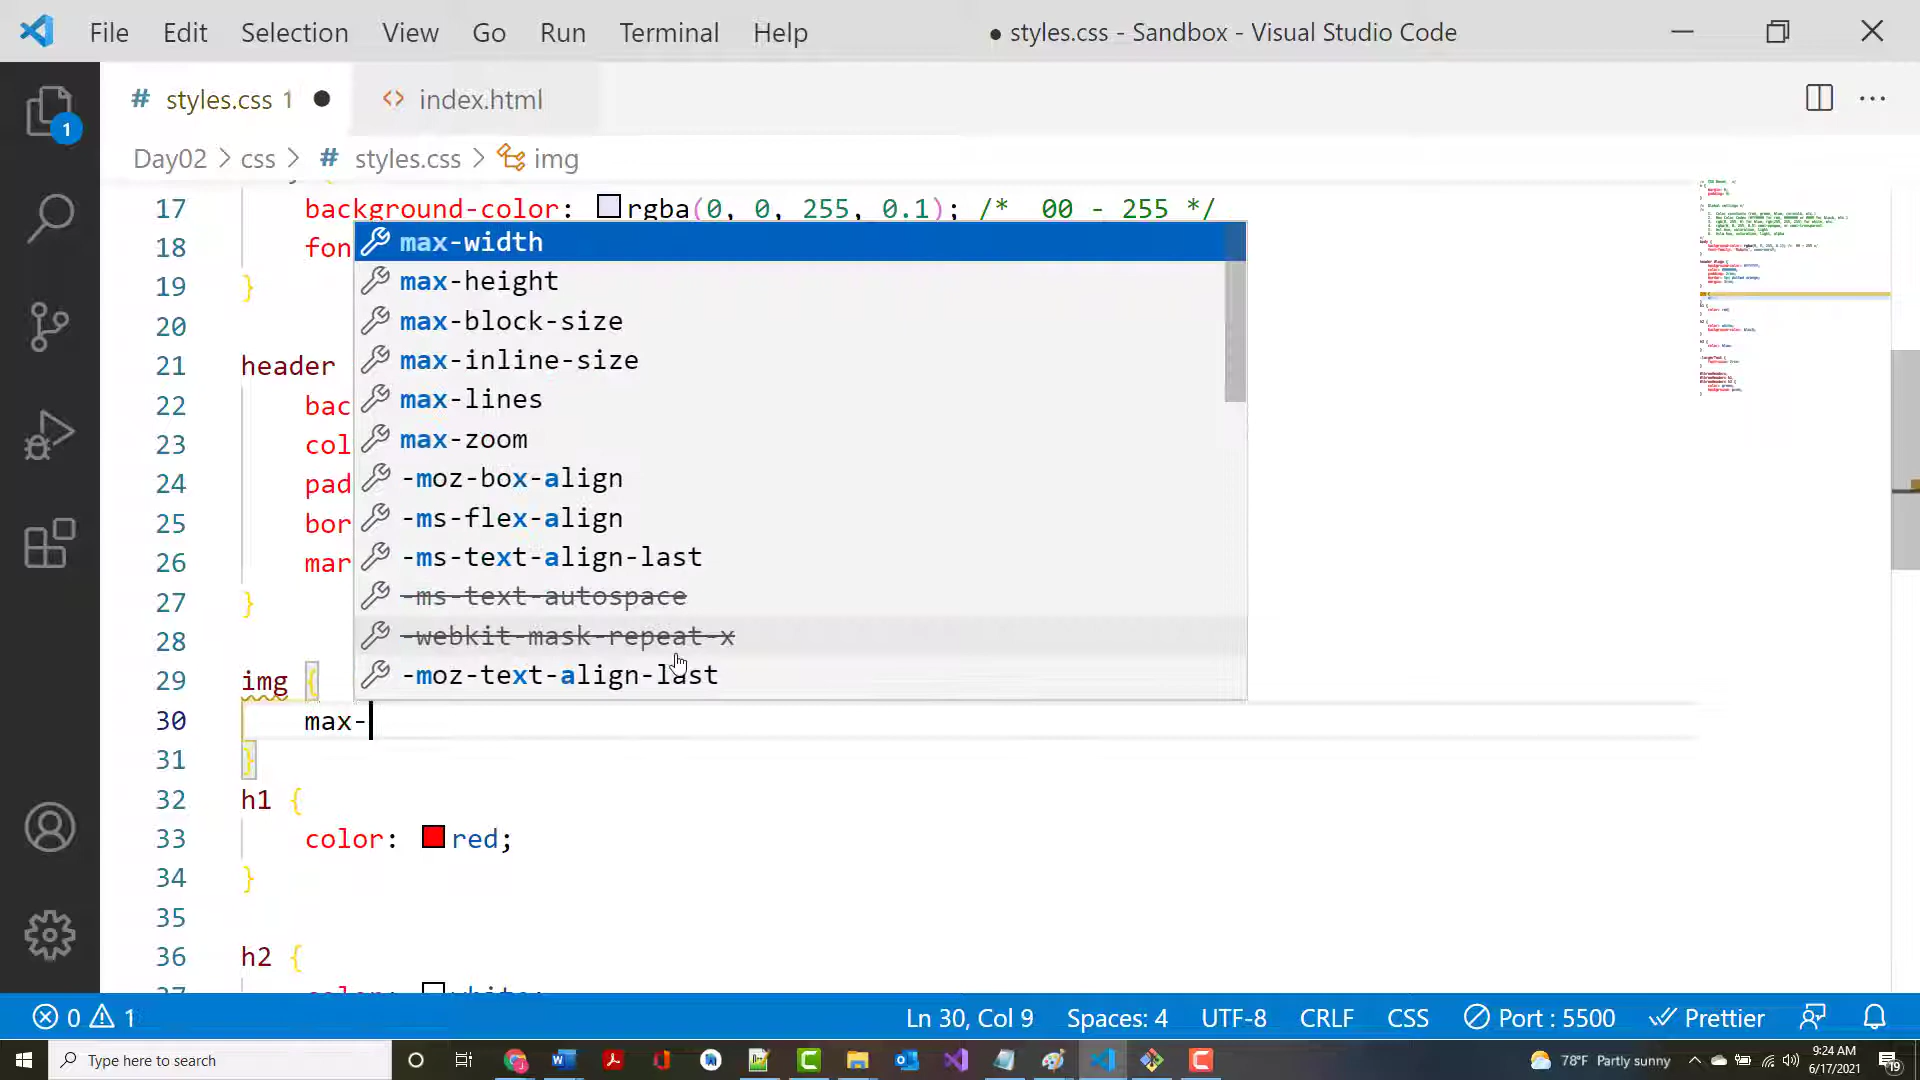 File Edit Selection View Go Run Terminal Help ● styles.css - Sandbox - Visual Studio Code
# styles.css 1 ● <> index.html ...
Day02 > css > # styles.css > img
17 background-color: rgba(0, 0, 255, 0.1); /* 00 - 255 */
max-width
18 fon
max-height
19 }
max-block-size
20
max-inline-size
21 header
max-lines
22 bac
max-zoom
23 col
-moz-box-align
24 pad
-ms-flex-align
25 bor
-ms-text-align-last
26 mar
-ms-text-autospace
27 }
-webkit-mask-repeat-x
28
-moz-text-align-last
29 img {
30 max-
31 }
32 h1 {
33 color: red;
34 }
35
36 h2 {
37 color: white;
0 1 Ln 30, Col 9 Spaces: 4 UTF-8 CRLF CSS Port : 5500 Prettier
Type here to search 78°F Partly sunny 9:24 AM
6/17/2021 19